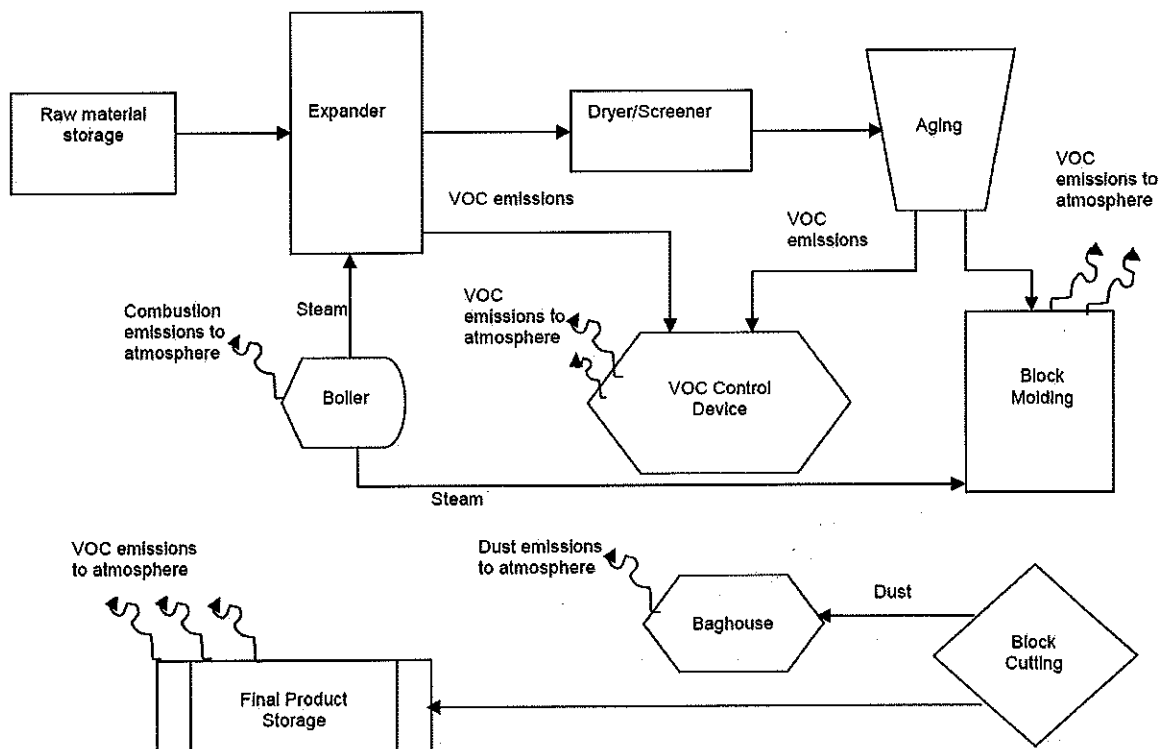 Raw material
storage
Expander
Dryer/Screener
Aging
VOC
emissions to
atmosphere
VOC emissions
VOC
emissions
Steam
Combustion
emissions to
atmosphere
VOC
emissions to
atmosphere
Boiler
VOC Control
Device
Block
Molding
Steam
VOC emissions
to atmosphere
Dust emissions
to atmosphere
Dust
Baghouse
Block
Cutting
Final Product
Storage